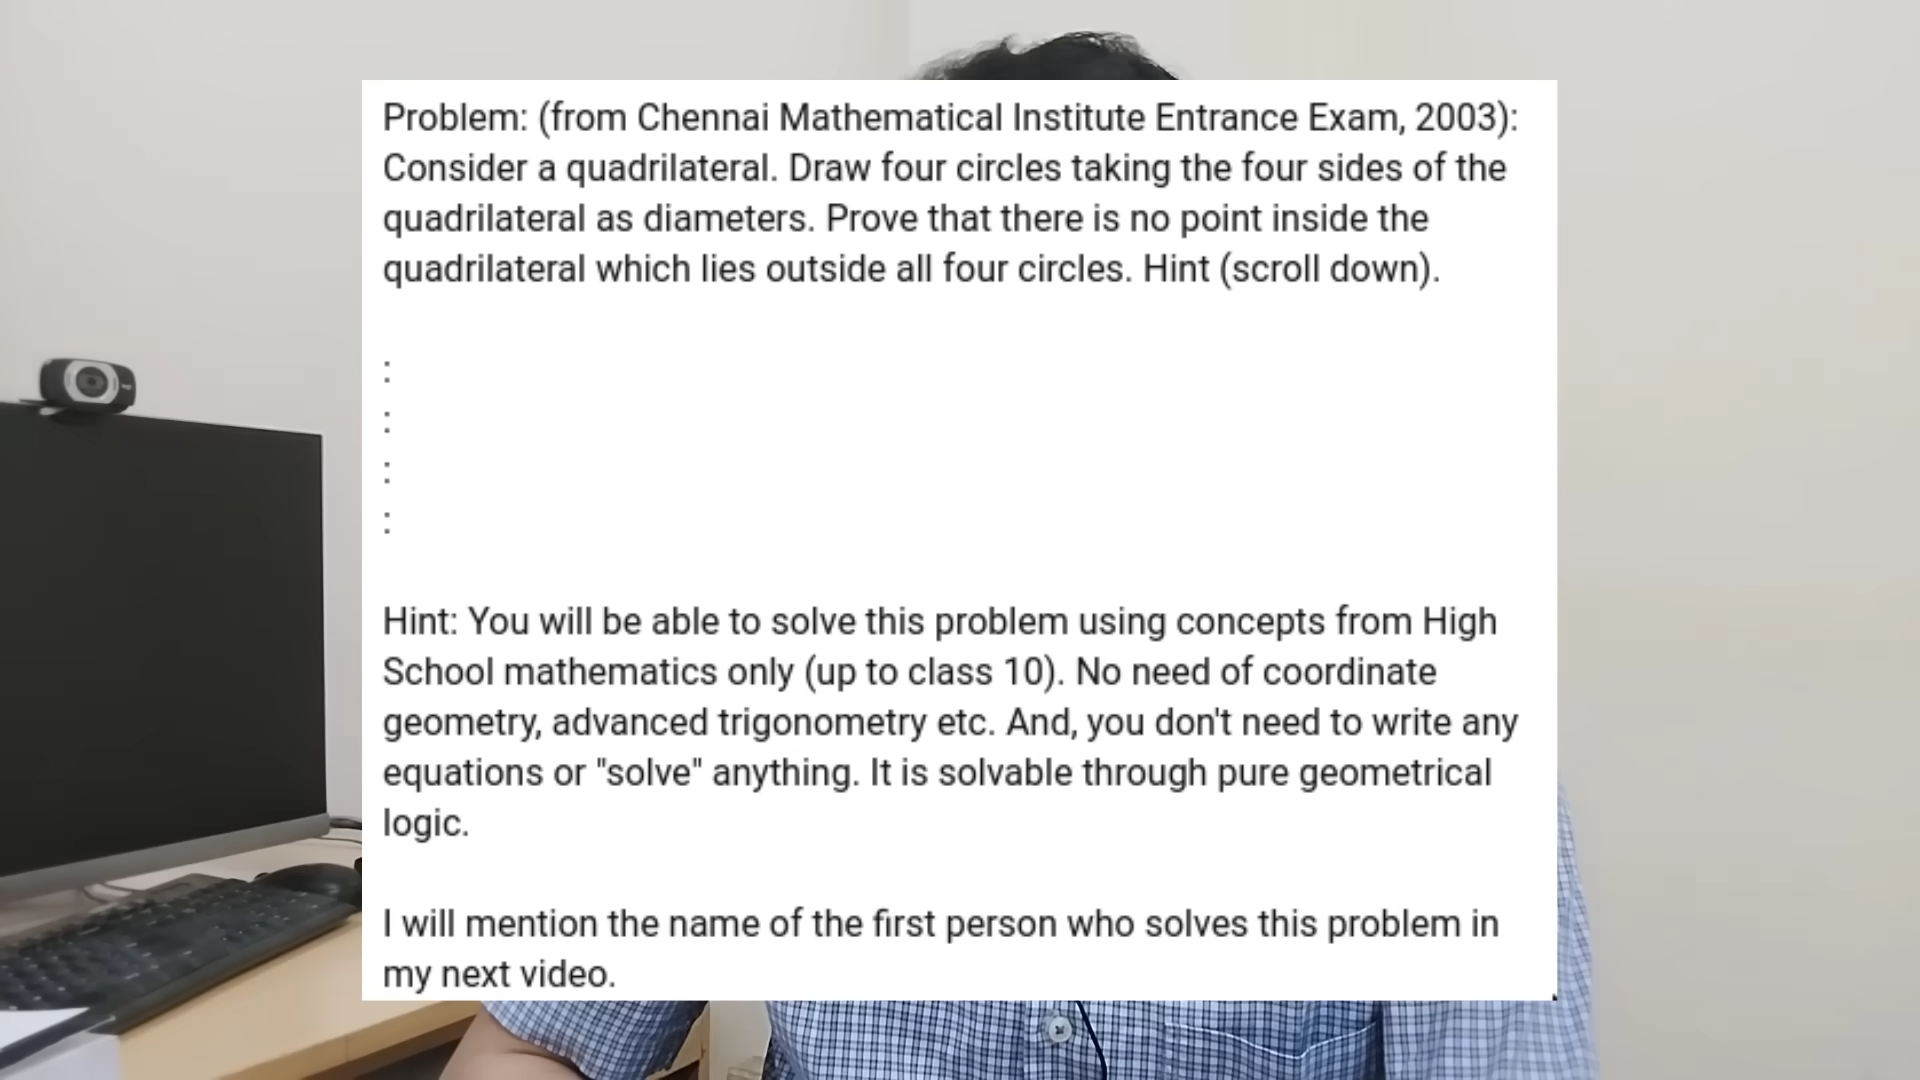 Problem: (from Chennai Mathematical Institute Entrance Exam, 2003):
Consider a quadrilateral. Draw four circles taking the four sides of the
quadrilateral as diameters. Prove that there is no point inside the
quadrilateral which lies outside all four circles. Hint (scroll down).
:
:
:
:
Hint: You will be able to solve this problem using concepts from High
School mathematics only (up to class 10). No need of coordinate
geometry, advanced trigonometry etc. And, you don't need to write any
equations or "solve" anything. It is solvable through pure geometrical
logic.
I will mention the name of the first person who solves this problem in
my next video.